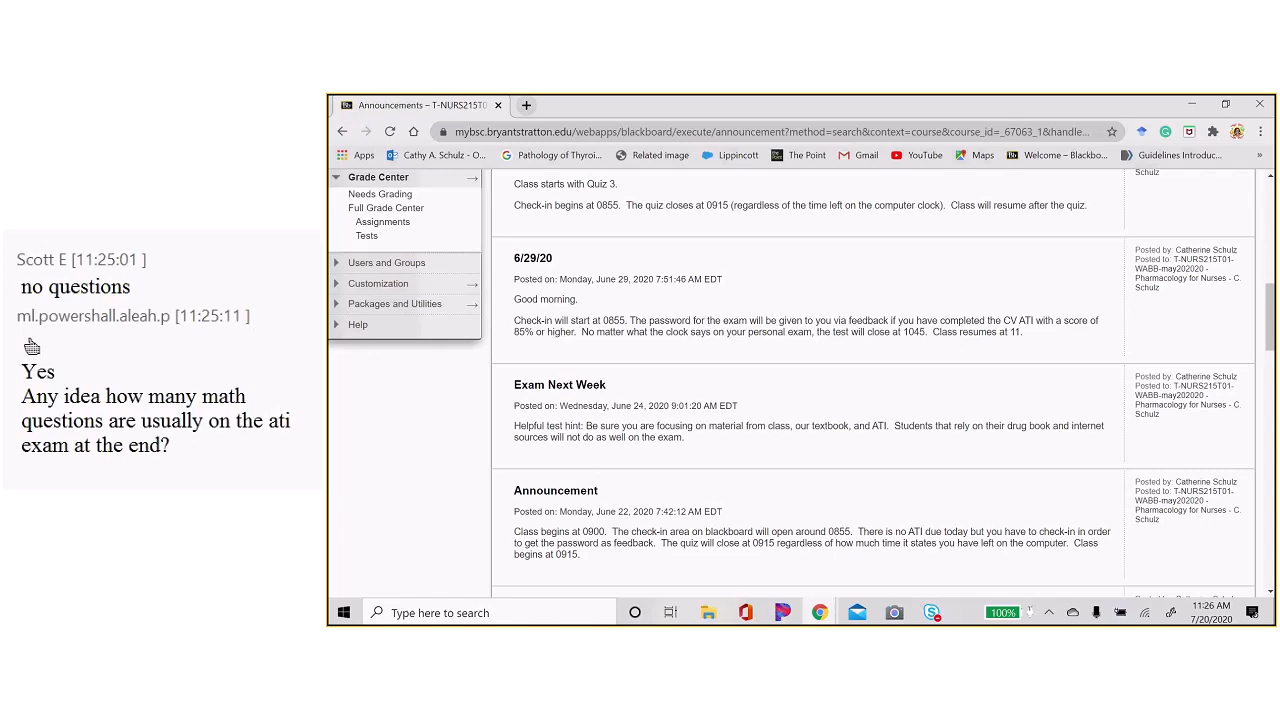 Scott E [11:25:01 ]
no questions
ml.powershall.aleah.p [11:25:11 ]
Yes
Any idea how many math
questions are usually on the ati
exam at the end?
Announcements – T-NURS215T0
mybsc.bryantstratton.edu/webapps/blackboard/execute/announcement?method=search&context=course&course_id=_67063_1&handle...
Apps
Cathy A. Schulz - O...
Pathology of Thyroi...
Related image
Lippincott
The Point
Gmail
YouTube
Maps
Welcome – Blackbo...
Guidelines Introduc...
»
Grade Center
Needs Grading
Full Grade Center
Assignments
Tests
Users and Groups
Customization
Packages and Utilities
Help
Schulz
Class starts with Quiz 3.
Check-in begins at 0855. The quiz closes at 0915 (regardless of the time left on the computer clock). Class will resume after the quiz.
6/29/20
Posted on: Monday, June 29, 2020 7:51:46 AM EDT
Good morning.
Check-in will start at 0855. The password for the exam will be given to you via feedback if you have completed the CV ATI with a score of
85% or higher. No matter what the clock says on your personal exam, the test will close at 1045. Class resumes at 11.
Posted by: Catherine Schulz
Posted to: T-NURS215T01-
WABB-may202020 -
Pharmacology for Nurses - C.
Schulz
Exam Next Week
Posted on: Wednesday, June 24, 2020 9:01:20 AM EDT
Helpful test hint: Be sure you are focusing on material from class, our textbook, and ATI. Students that rely on their drug book and internet
sources will not do as well on the exam.
Posted by: Catherine Schulz
Posted to: T-NURS215T01-
WABB-may202020 -
Pharmacology for Nurses - C.
Schulz
Announcement
Posted on: Monday, June 22, 2020 7:42:12 AM EDT
Class begins at 0900. The check-in area on blackboard will open around 0855. There is no ATI due today but you have to check-in in order
to get the password as feedback. The quiz will close at 0915 regardless of how much time it states you have left on the computer. Class
begins at 0915.
Posted by: Catherine Schulz
Posted to: T-NURS215T01-
WABB-may202020 -
Pharmacology for Nurses - C.
Schulz
Type here to search
100%
11:26 AM
7/20/2020